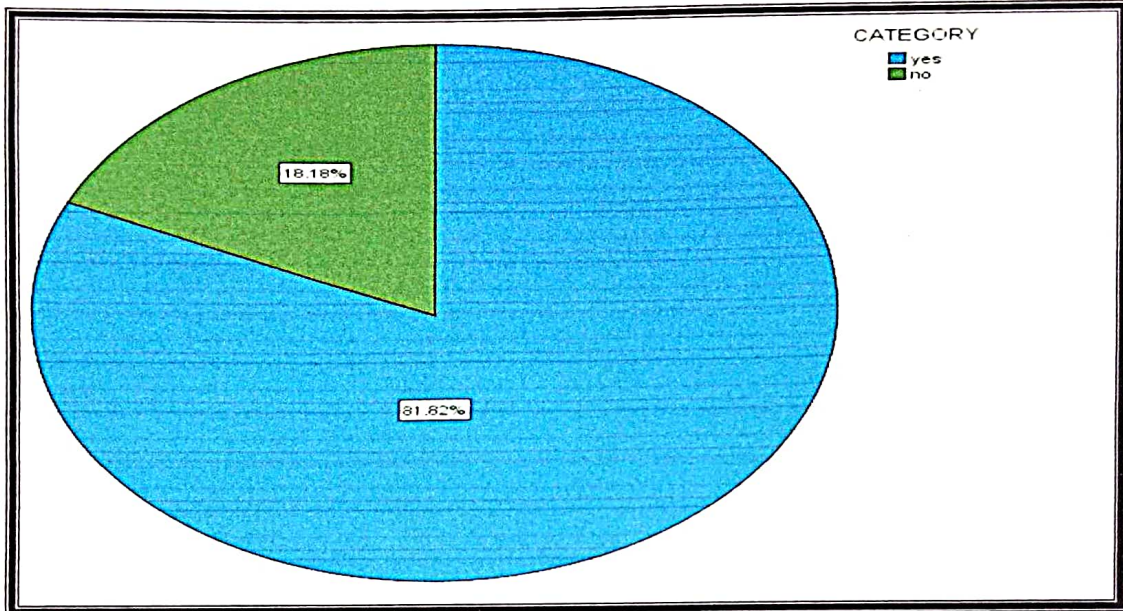 CATEGORY
yes
no
18.18%
81.82%